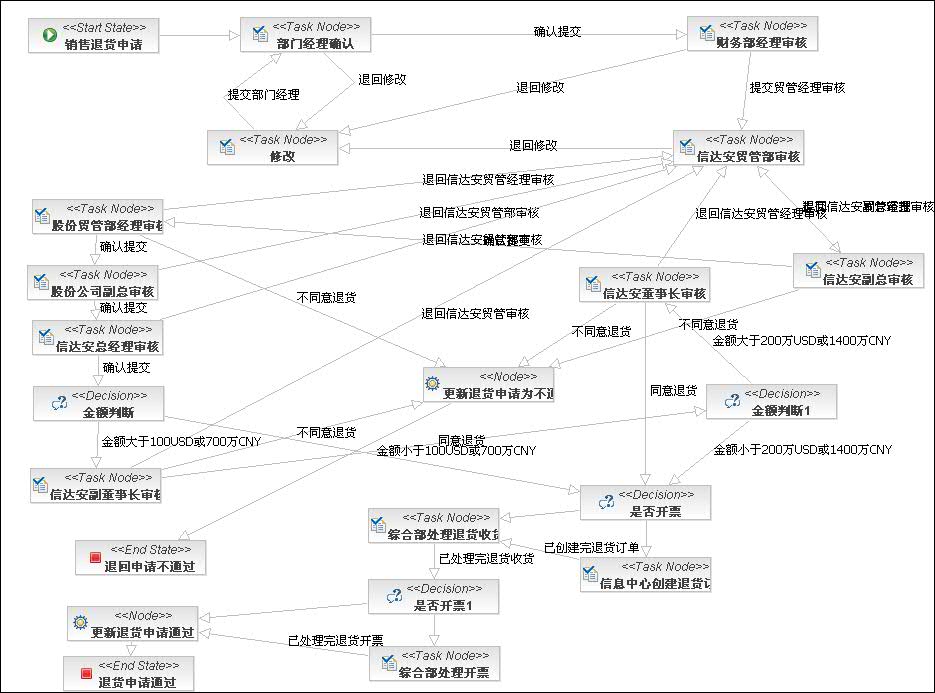 <<Start State>>
销售退货申请
<<Task Node>>
部门经理确认
确认提交
<<Task Node>>
财务部经理审核
退回修改
提交部门经理
退回修改
提交贸管经理审核
<<Task Node>>
修改
退回修改
<<Task Node>>
信达安贸管部审核
<<Task Node>>
股份贸管部经理审核
退回信达安贸管经理审核
退回信达安贸管部审核
退回信达安贸管经理审核
确认提交
<<Task Node>>
股份公司副总审核
<<Task Node>>
信达安董事长审核
<<Task Node>>
信达安副总审核
确认提交
不同意退货
退回信达安贸管审核
<<Task Node>>
信达安总经理审核
不同意退货
不同意退货
金额大于200万USD或1400万CNY
确认提交
<<Node>>
更新退货申请为不通
同意退货
<<Decision>>
金额判断
<<Decision>>
金额判断1
金额大于100USD或700万CNY
不同意退货
同意退货
金额小于100USD或700万CNY
金额小于200万USD或1400万CNY
<<Task Node>>
信达安副董事长审核
<<Decision>>
是否开票
<<Task Node>>
综合部处理退货收货
<<End State>>
退回申请不通过
已处理完退货收货
已创建完退货订单
<<Task Node>>
信息中心创建退货订
<<Decision>>
是否开票1
<<Node>>
更新退货申请通过
已处理完退货开票
<<Task Node>>
综合部处理开票
<<End State>>
退货申请通过